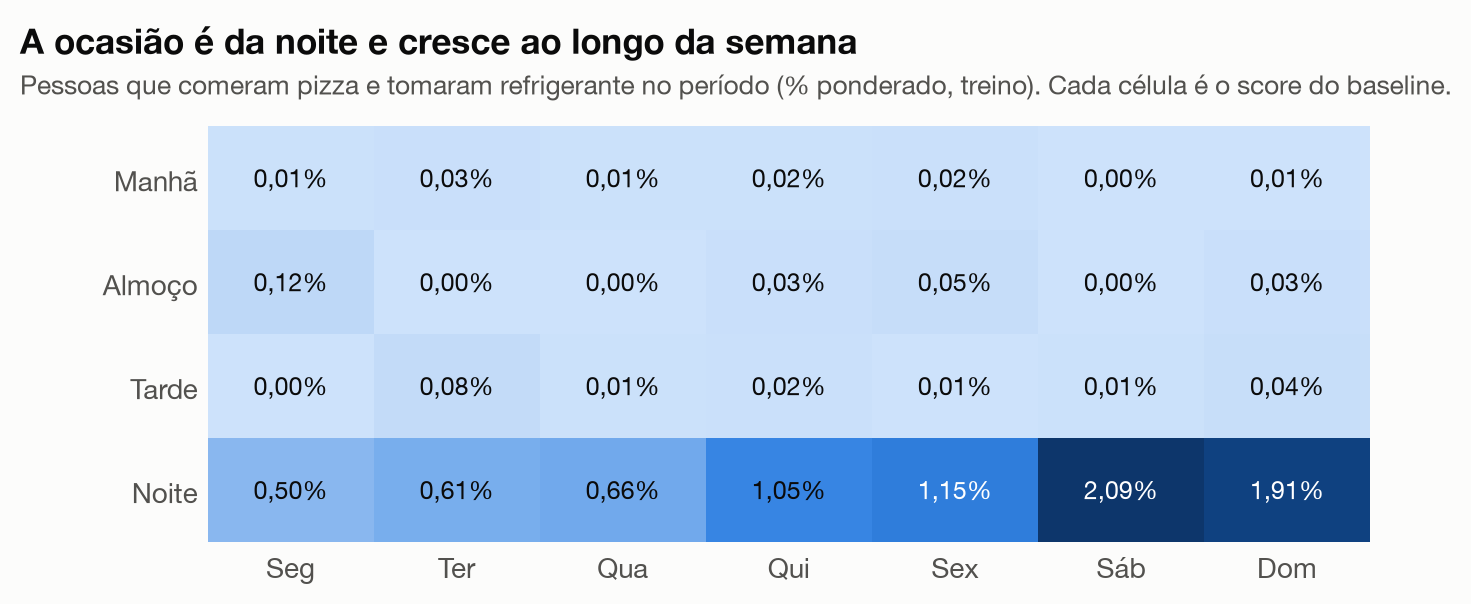 A ocasião é da noite e cresce ao longo da semana
Pessoas que comeram pizza e tomaram refrigerante no período (% ponderado, treino). Cada célula é o score do baseline.
Manhã 0,01% 0,03% 0,01% 0,02% 0,02% 0,00% 0,01%
Almoço 0,12% 0,00% 0,00% 0,03% 0,05% 0,00% 0,03%
Tarde 0,00% 0,08% 0,01% 0,02% 0,01% 0,01% 0,04%
Noite 0,50% 0,61% 0,66% 1,05% 1,15% 2,09% 1,91%
Seg Ter Qua Qui Sex Sáb Dom